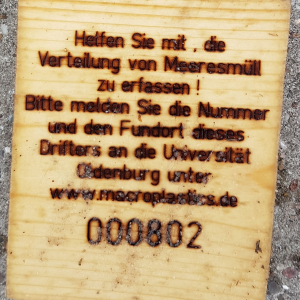 Helfen Sie mit , die
Verteilung von Meeresmüll
zu erfassen !
Bitte melden Sie die Nummer
und den Fundort dieses
Drifters an die Universität
Oldenburg unter
www.macroplastics.de
000802